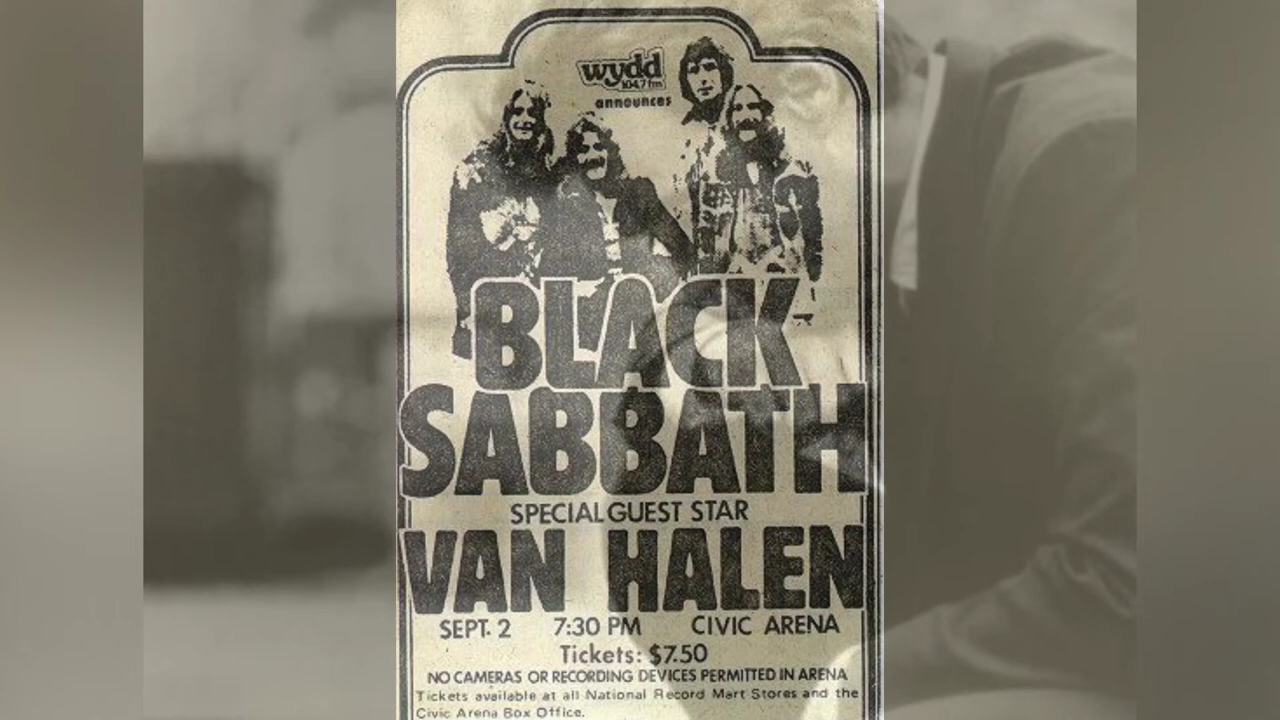 wydd
104.7 fm
announces
BLACK
SABBATH
SPECIAL GUEST STAR
VAN HALEN
SEPT. 2 7:30 PM CIVIC ARENA
Tickets: $7.50
NO CAMERAS OR RECORDING DEVICES PERMITTED IN ARENA
Tickets available at all National Record Mart Stores and the
Civic Arena Box Office.